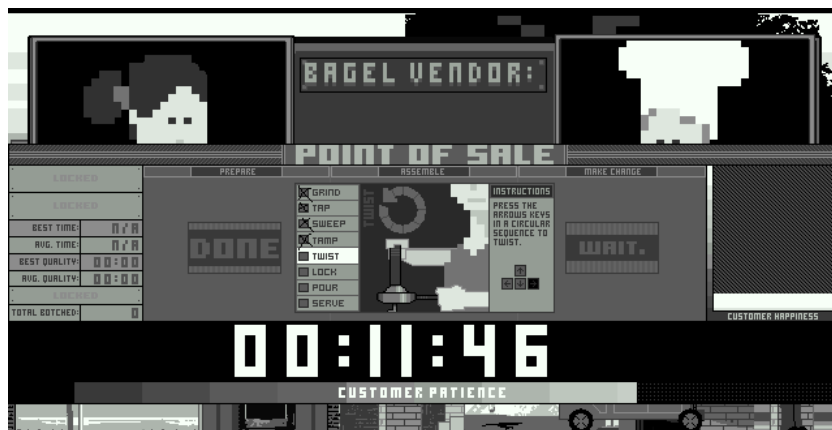 BAGEL VENDOR:
POINT OF SALE
PREPARE
ASSEMBLE
MAKE CHANGE
LOCKED
LOCKED
BEST TIME: N/A
AVG. TIME: N/A
BEST QUALITY: 00:00
AVG. QUALITY: 00:00
LOCKED
TOTAL BOTCHED: 0
DONE
GRIND
TAP
SWEEP
TAMP
TWIST
LOCK
POUR
SERVE
TWIST
INSTRUCTIONS
PRESS THE
ARROWS KEYS
IN A CIRCULAR
SEQUENCE TO
TWIST.
WAIT.
CUSTOMER HAPPINESS
00:11:46
CUSTOMER PATIENCE